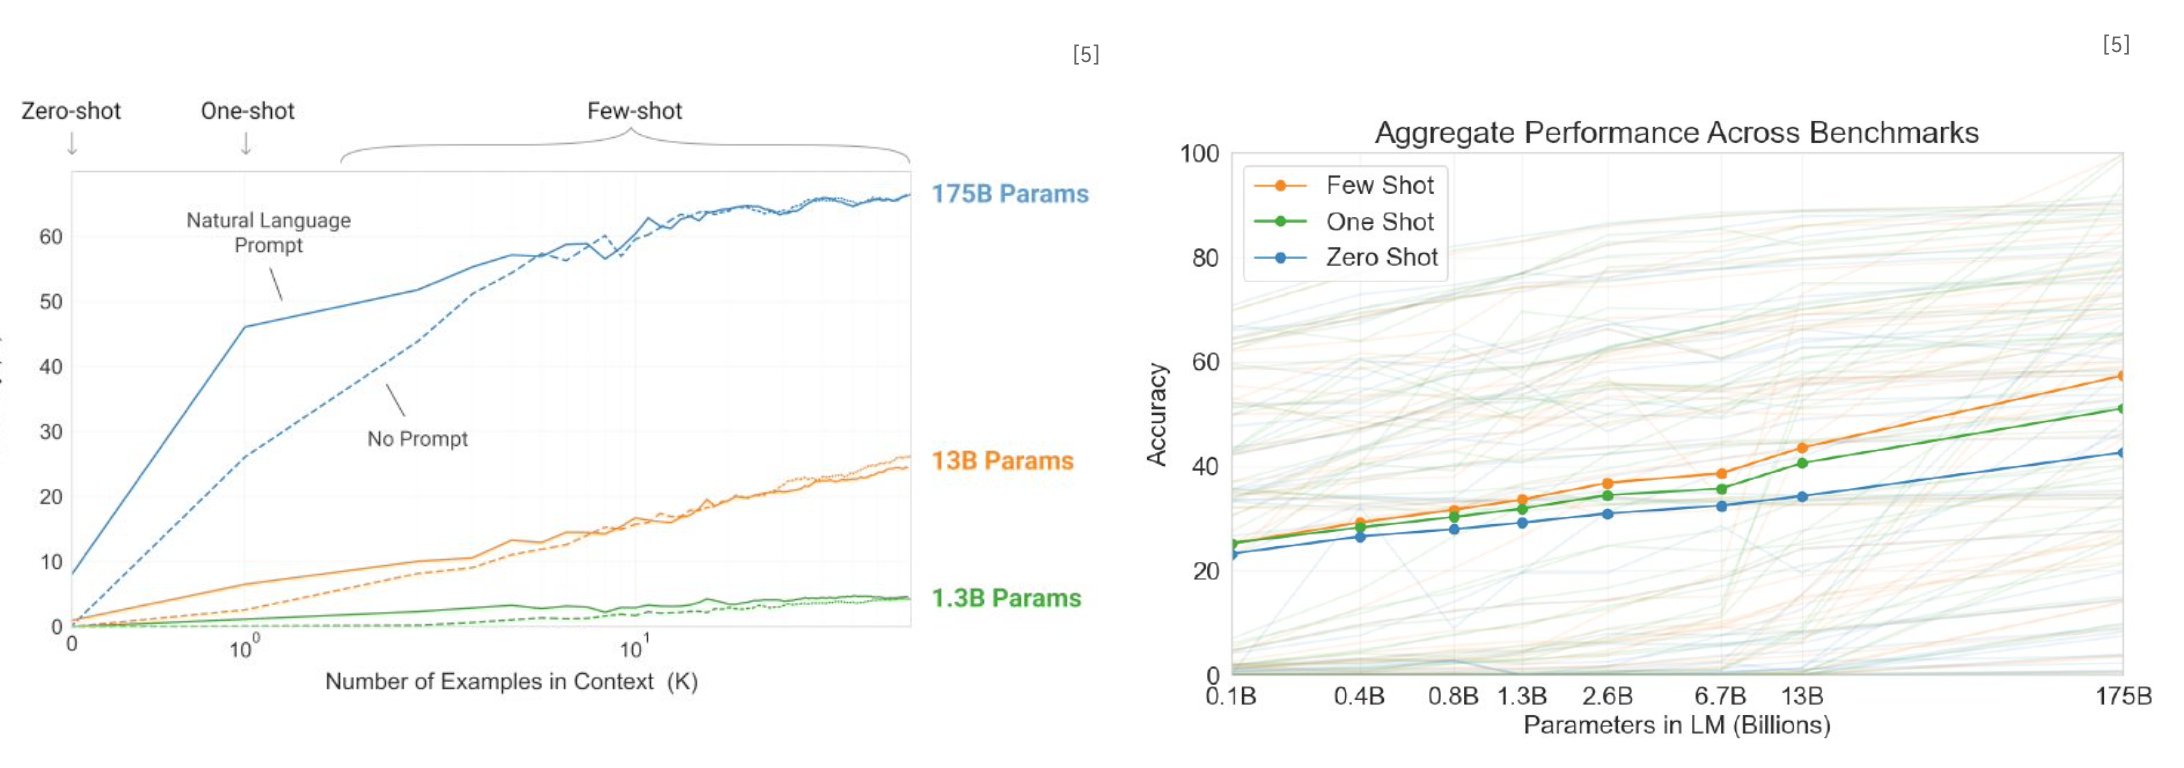 [5]
[5]
Zero-shot
One-shot
Few-shot
Natural Language
Prompt
No Prompt
175B Params
13B Params
1.3B Params
60
50
40
30
20
10
0
0
10^0
10^1
Number of Examples in Context (K)
Aggregate Performance Across Benchmarks
Few Shot
One Shot
Zero Shot
100
80
60
40
20
0
Accuracy
0.1B 0.4B 0.8B 1.3B 2.6B 6.7B 13B 175B
Parameters in LM (Billions)